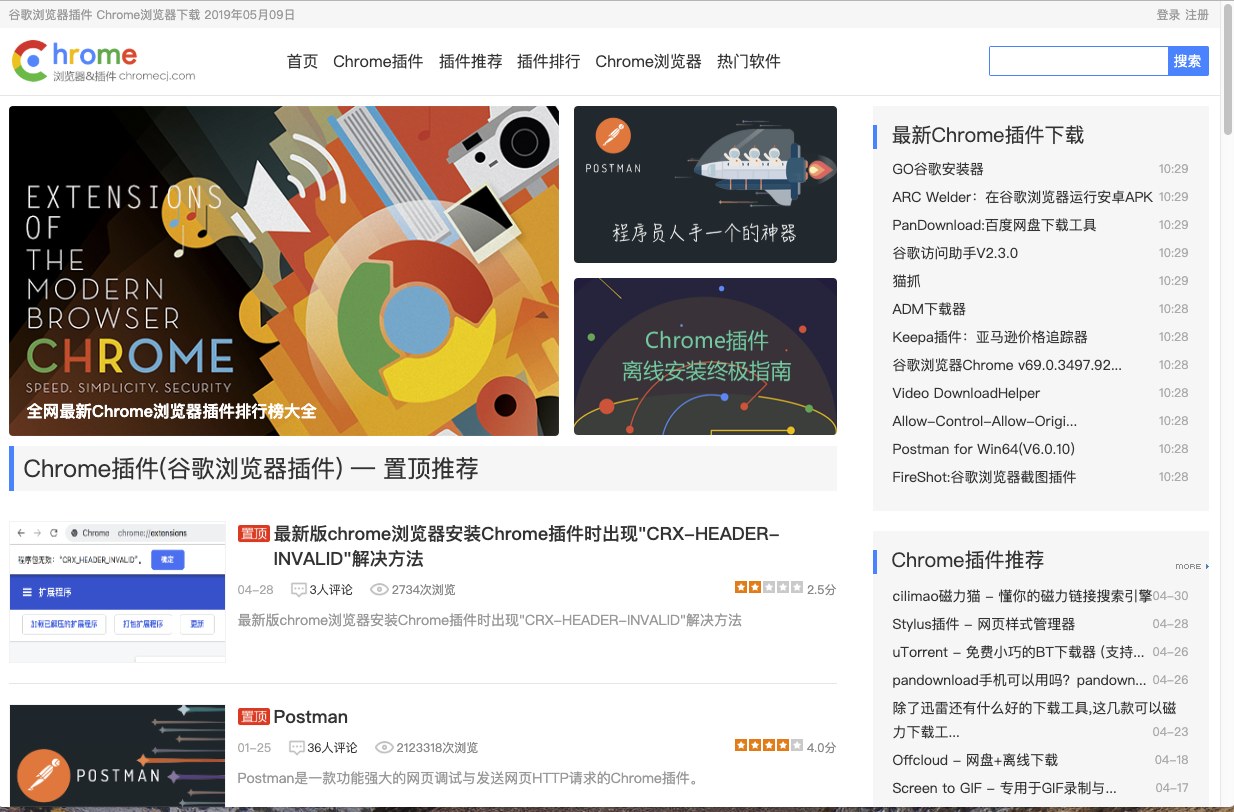 谷歌浏览器插件 Chrome浏览器下载 2019年05月09日
登录 注册
Chrome
浏览器&插件 chromecj.com
首页 Chrome插件 插件推荐 插件排行 Chrome浏览器 热门软件
搜索
EXTENSIONS
OF
THE
MODERN
BROWSER
CHROME
SPEED. SIMPLICITY. SECURITY
全网最新Chrome浏览器插件排行榜大全
POSTMAN
程序员人手一个的神器
Chrome插件
离线安装终极指南
Chrome插件(谷歌浏览器插件) — 置顶推荐
Chrome chrome://extensions
程序包无效: "CRX_HEADER_INVALID"。 确定
扩展程序
加载已解压的扩展程序 打包扩展程序 更新
置顶 最新版chrome浏览器安装Chrome插件时出现"CRX-HEADER-
INVALID"解决方法
04-28 3人评论 2734次浏览 2.5分
最新版chrome浏览器安装Chrome插件时出现"CRX-HEADER-INVALID"解决方法
POSTMAN
置顶 Postman
01-25 36人评论 2123318次浏览 4.0分
Postman是一款功能强大的网页调试与发送网页HTTP请求的Chrome插件。
最新Chrome插件下载
GO谷歌安装器 10:29
ARC Welder：在谷歌浏览器运行安卓APK 10:29
PanDownload:百度网盘下载工具 10:29
谷歌访问助手V2.3.0 10:29
猫抓 10:29
ADM下载器 10:28
Keepa插件：亚马逊价格追踪器 10:28
谷歌浏览器Chrome v69.0.3497.92... 10:28
Video DownloadHelper 10:28
Allow-Control-Allow-Origi... 10:28
Postman for Win64(V6.0.10) 10:28
FireShot:谷歌浏览器截图插件 10:28
Chrome插件推荐
MORE
cilimao磁力猫 - 懂你的磁力链接搜索引擎 04-30
Stylus插件 - 网页样式管理器 04-28
uTorrent - 免费小巧的BT下载器 (支持... 04-26
pandownload手机可以用吗？pandown... 04-26
除了迅雷还有什么好的下载工具,这几款可以磁
力下载工... 04-23
Offcloud - 网盘+离线下载 04-18
Screen to GIF - 专用于GIF录制与... 04-17